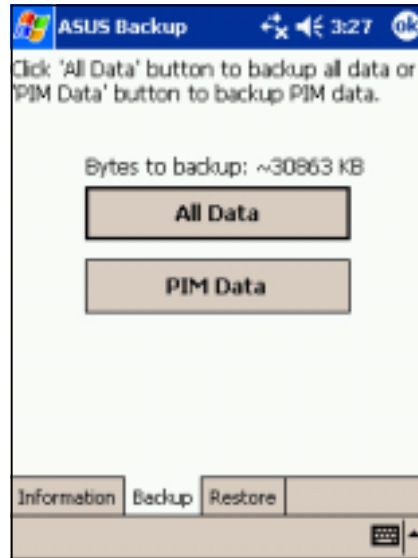 ASUS Backup 3:27 ok
Click 'All Data' button to backup all data or
'PIM Data' button to backup PIM data.
Bytes to backup: ~30863 KB
All Data
PIM Data
Information Backup Restore